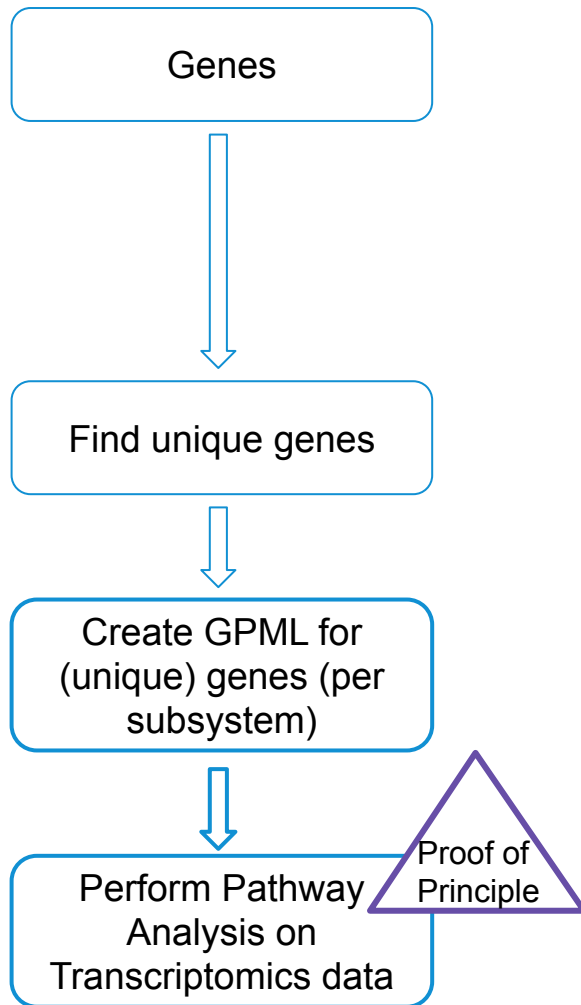 Genes
Find unique genes
Create GPML for
(unique) genes (per
subsystem)
Proof of
Principle
Perform Pathway
Analysis on
Transcriptomics data